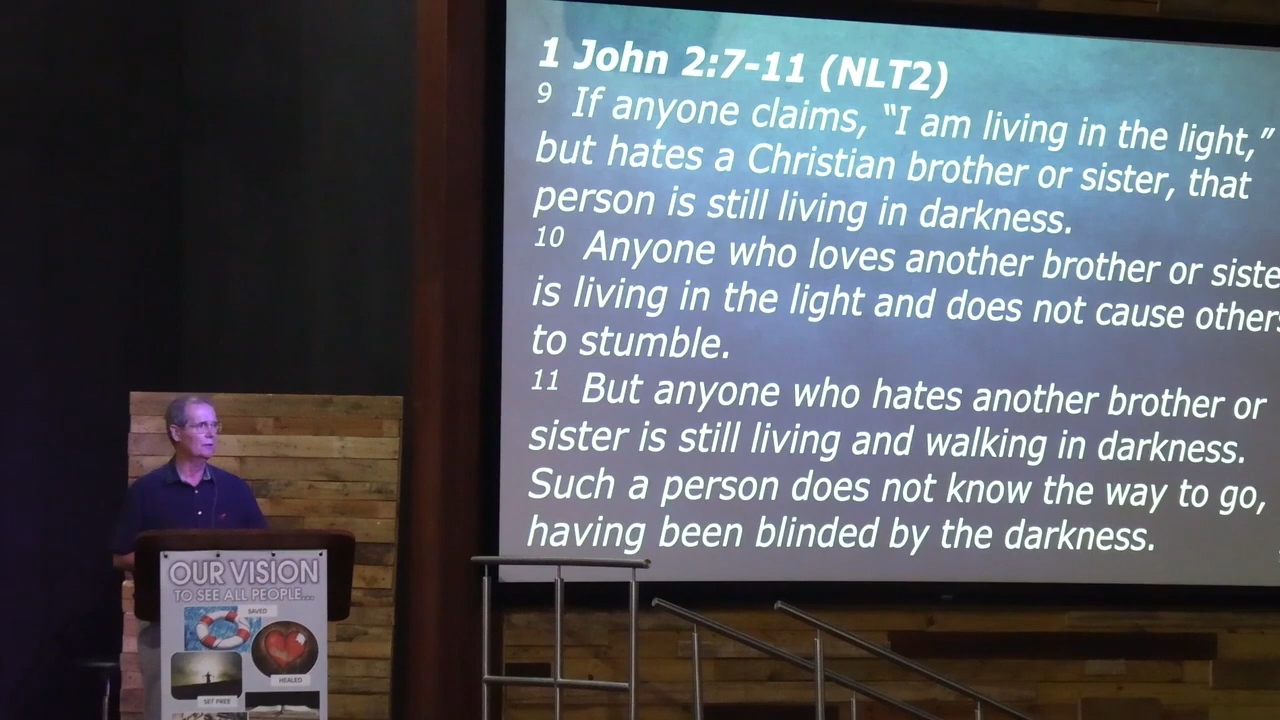 1 John 2:7-11 (NLT2)
9 If anyone claims, “I am living in the light,”
but hates a Christian brother or sister, that
person is still living in darkness.
10 Anyone who loves another brother or siste
is living in the light and does not cause others
to stumble.
11 But anyone who hates another brother or
sister is still living and walking in darkness.
Such a person does not know the way to go,
having been blinded by the darkness.
OUR VISION
TO SEE ALL PEOPLE...
SAVED
HEALED
SET FREE